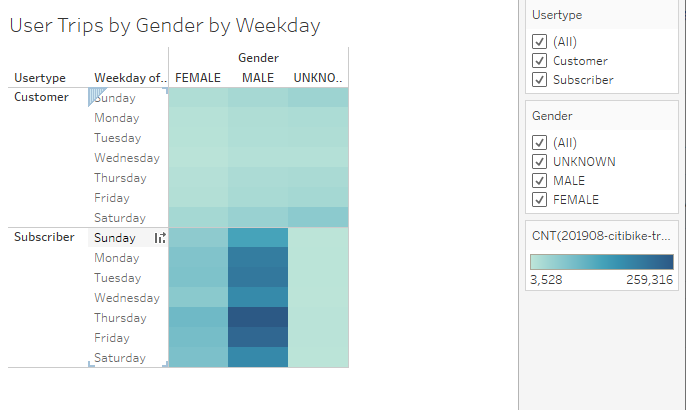 User Trips by Gender by Weekday
Gender
Usertype Weekday of.. FEMALE MALE UNKNO..
Customer Sunday
Monday
Tuesday
Wednesday
Thursday
Friday
Saturday
Subscriber Sunday
Monday
Tuesday
Wednesday
Thursday
Friday
Saturday
Usertype
(All)
Customer
Subscriber
Gender
(All)
UNKNOWN
MALE
FEMALE
CNT(201908-citibike-tr...
3,528 259,316